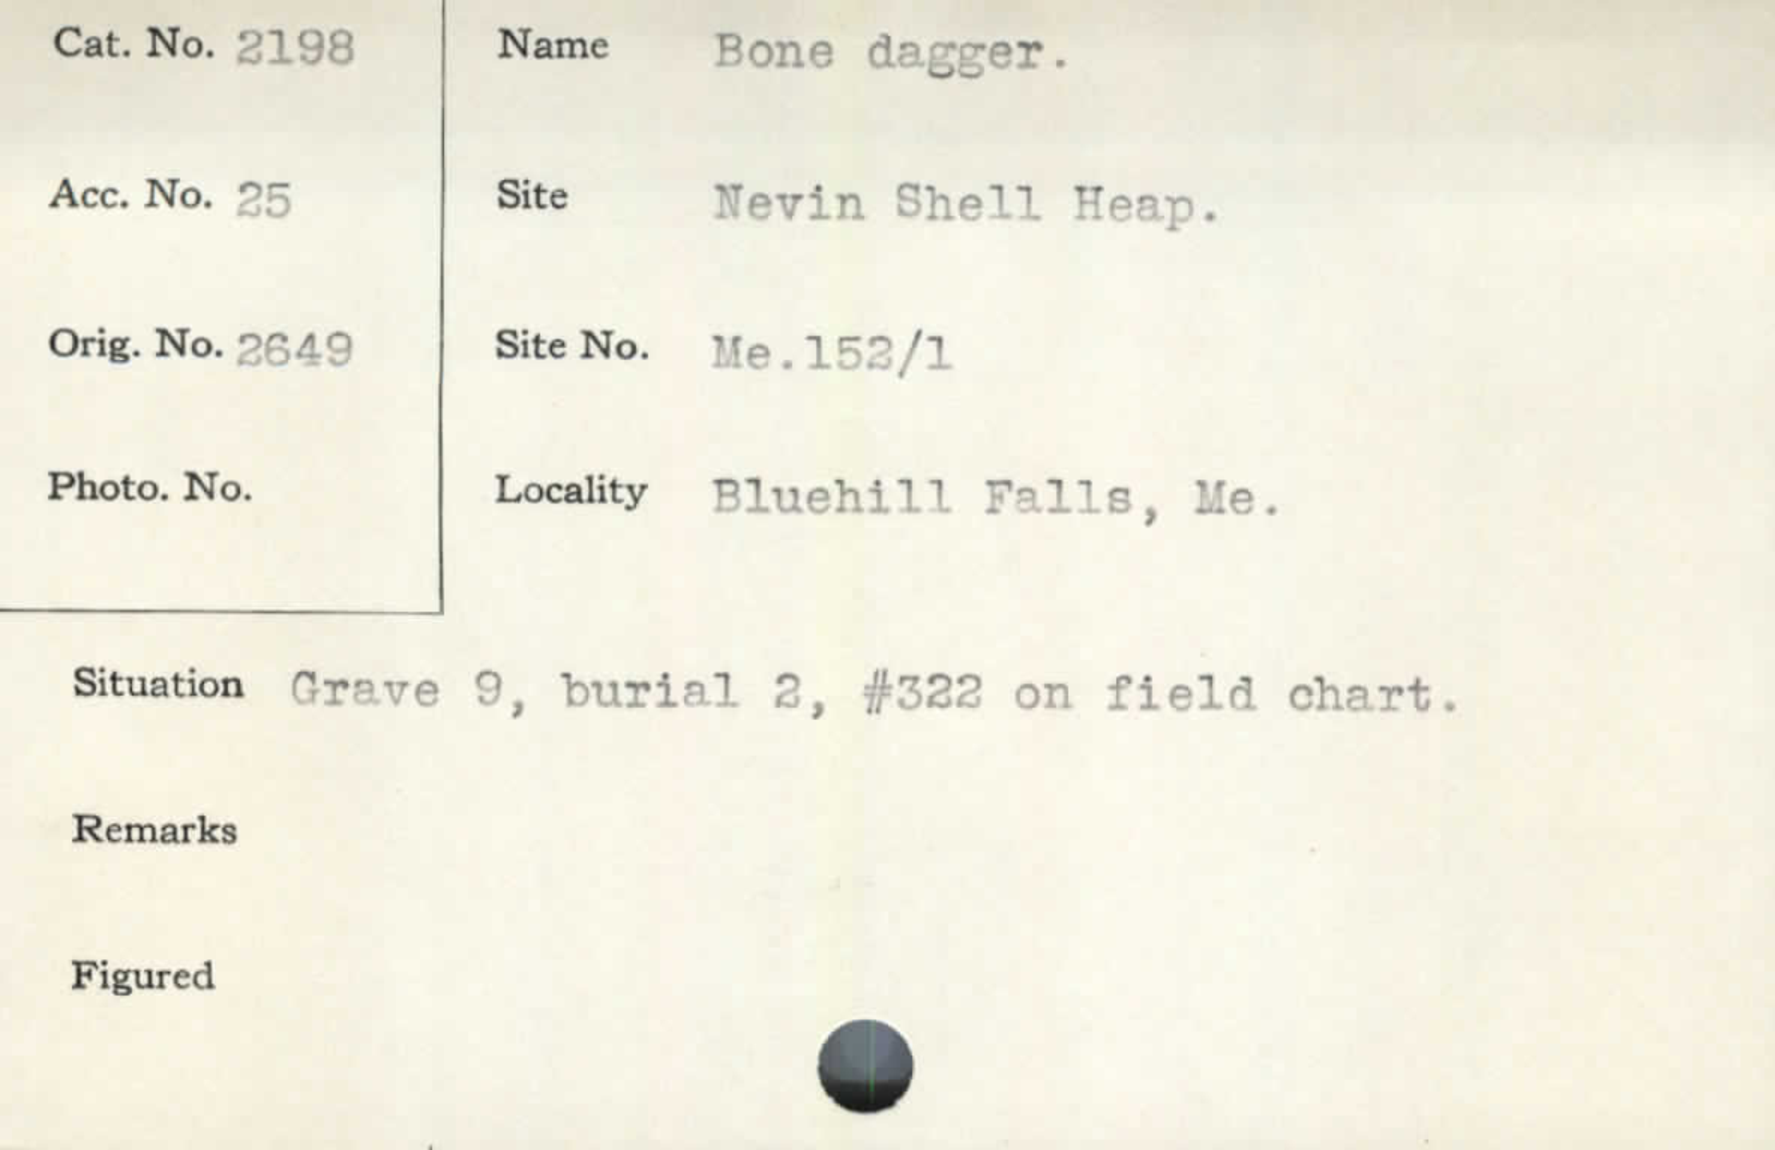 Cat. No. 2198
Name Bone dagger.
Acc. No. 25
Site Nevin Shell Heap.
Orig. No. 2649
Site No. Me.152/1
Photo. No.
Locality Bluehill Falls, Me.
Situation Grave 9, burial 2, #322 on field chart.
Remarks
Figured